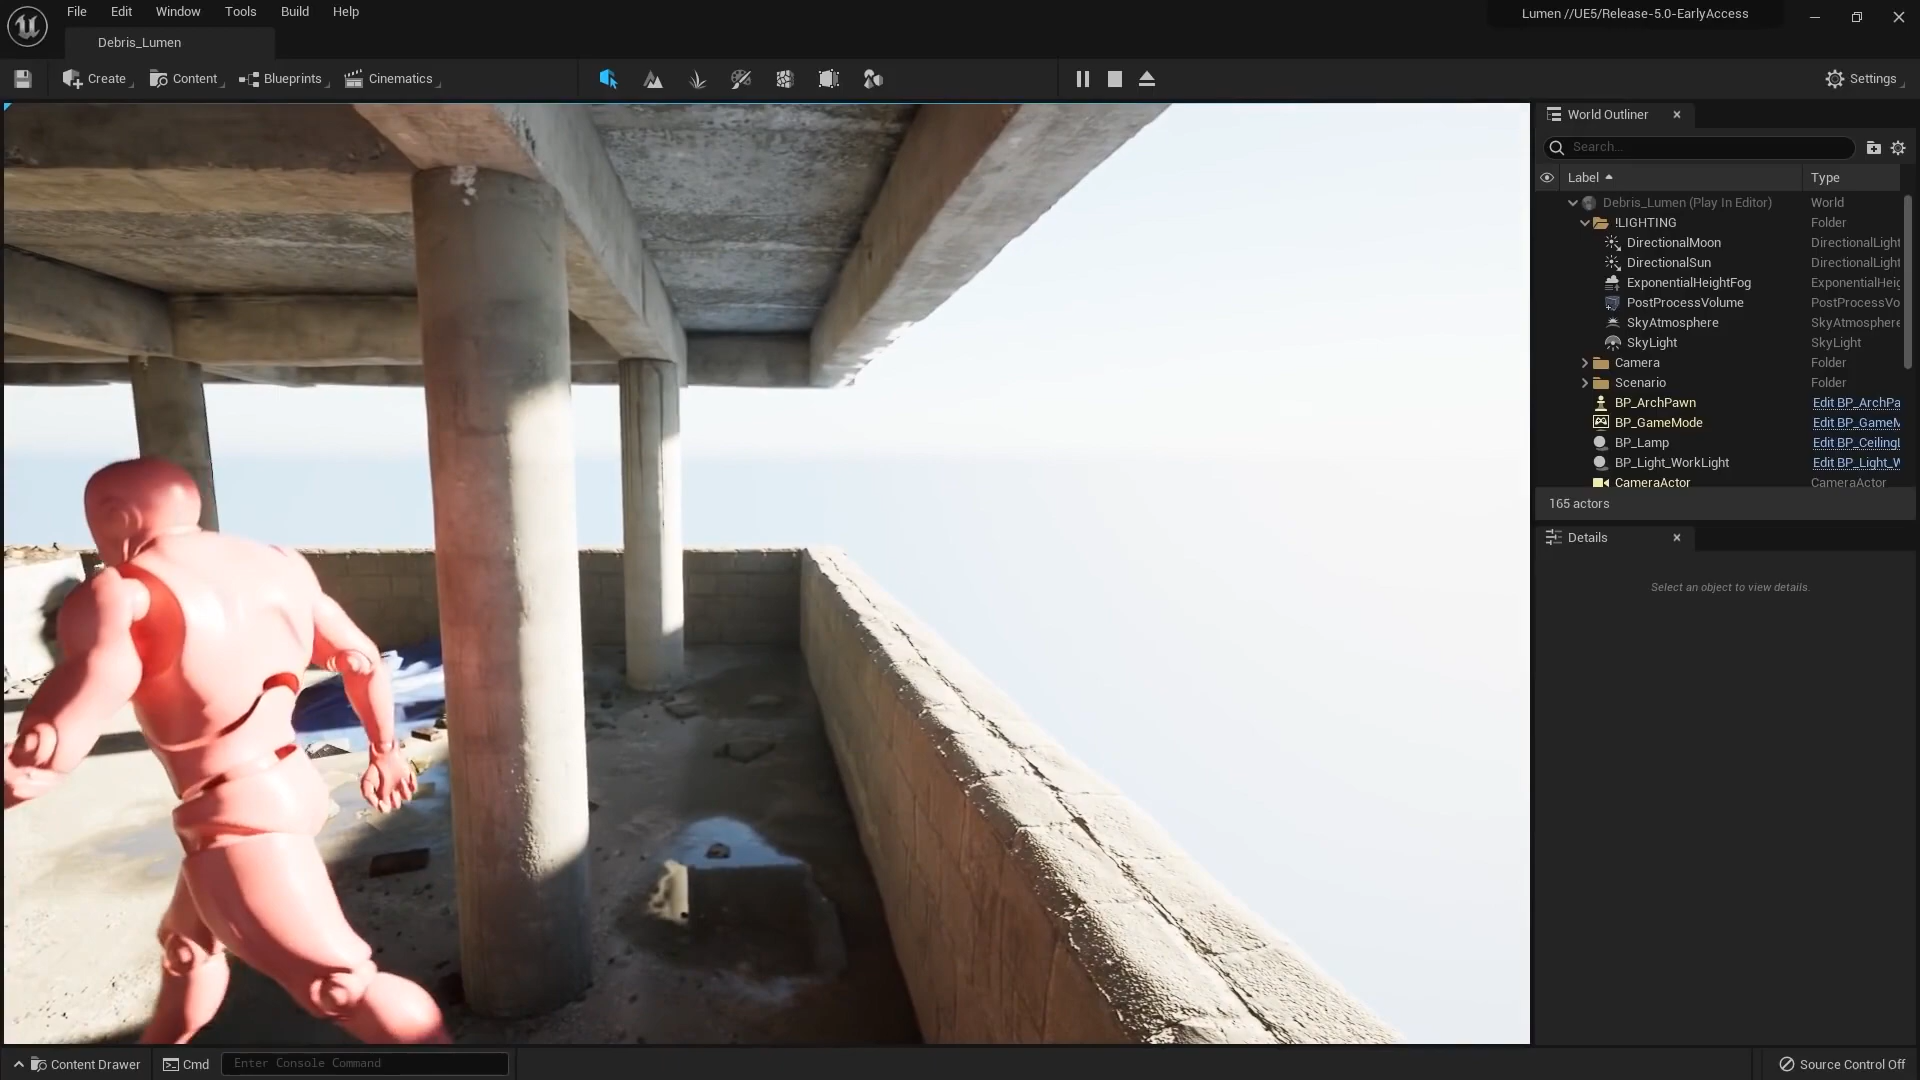 File Edit Window Tools Build Help
Lumen //UE5/Release-5.0-EarlyAccess
Debris_Lumen
Create Content Blueprints Cinematics
Settings
World Outliner
Search...
Label Type
Debris_Lumen (Play In Editor) World
!LIGHTING Folder
DirectionalMoon DirectionalLight
DirectionalSun DirectionalLight
ExponentialHeightFog ExponentialHeig
PostProcessVolume PostProcessVo
SkyAtmosphere SkyAtmosphere
SkyLight SkyLight
Camera Folder
Scenario Folder
BP_ArchPawn Edit BP_ArchPa
BP_GameMode Edit BP_GameM
BP_Lamp Edit BP_Ceilingl
BP_Light_WorkLight Edit BP_Light_W
CameraActor CameraActor
165 actors
Details
Select an object to view details.
Content Drawer Cmd Enter Console Command
Source Control Off